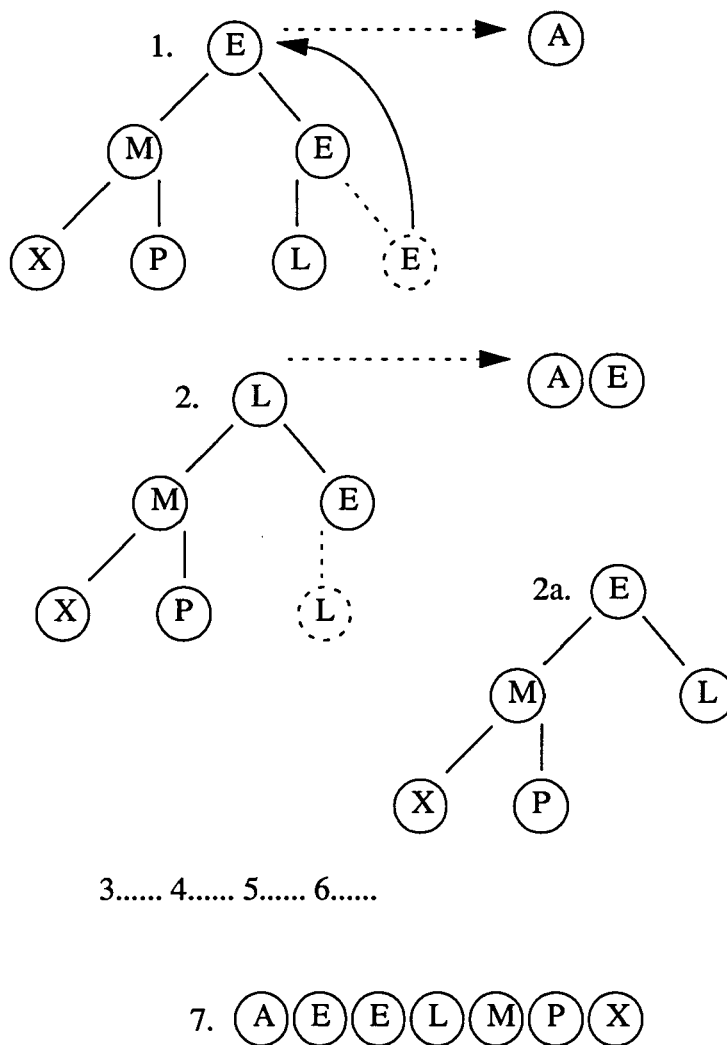 1. E A
M E
X P L E
2. L A E
M E
X P L
2a. E
M L
X P
3...... 4...... 5...... 6......
7. A E E L M P X